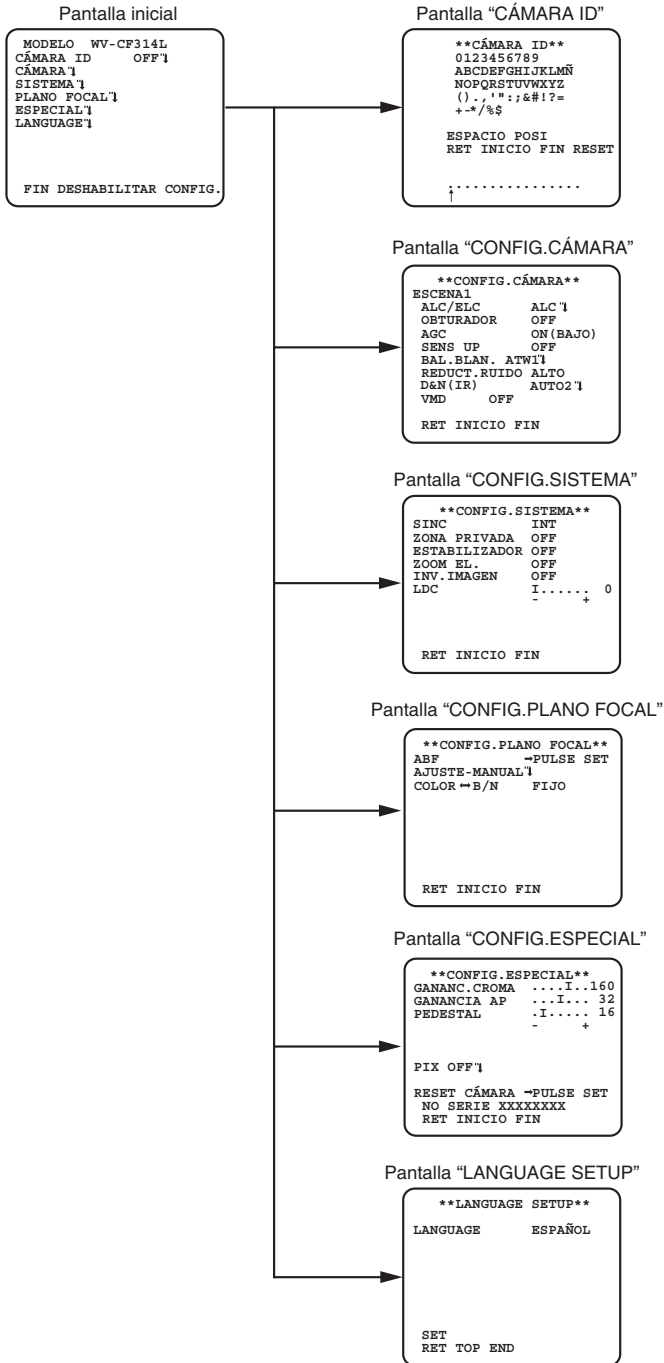 Pantalla inicial
MODELO WV-CF314L
CÁMARA ID OFF
CÁMARA
SISTEMA
PLANO FOCAL
ESPECIAL
LANGUAGE
FIN DESHABILITAR CONFIG.
Pantalla “CÁMARA ID”
**CÁMARA ID**
0123456789
ABCDEFGHIJKLMÑ
NOPQRSTUVWXYZ
().,'":;&#!?=
+-*/%$
ESPACIO POSI
RET INICIO FIN RESET
................
↑
Pantalla “CONFIG.CÁMARA”
**CONFIG.CÁMARA**
ESCENA1
ALC/ELC ALC
OBTURADOR OFF
AGC ON(BAJO)
SENS UP OFF
BAL.BLAN. ATW1
REDUCT.RUIDO ALTO
D&N(IR) AUTO2
VMD OFF
RET INICIO FIN
Pantalla “CONFIG.SISTEMA”
**CONFIG.SISTEMA**
SINC INT
ZONA PRIVADA OFF
ESTABILIZADOR OFF
ZOOM EL. OFF
INV.IMAGEN OFF
LDC I...... 0
- +
RET INICIO FIN
Pantalla “CONFIG.PLANO FOCAL”
**CONFIG.PLANO FOCAL**
ABF →PULSE SET
AJUSTE-MANUAL
COLOR↔B/N FIJO
RET INICIO FIN
Pantalla “CONFIG.ESPECIAL”
**CONFIG.ESPECIAL**
GANANC.CROMA ....I..160
GANANCIA AP ...I... 32
PEDESTAL .I..... 16
- +
PIX OFF
RESET CÁMARA →PULSE SET
NO SERIE XXXXXXXX
RET INICIO FIN
Pantalla “LANGUAGE SETUP”
**LANGUAGE SETUP**
LANGUAGE ESPAÑOL
SET
RET TOP END